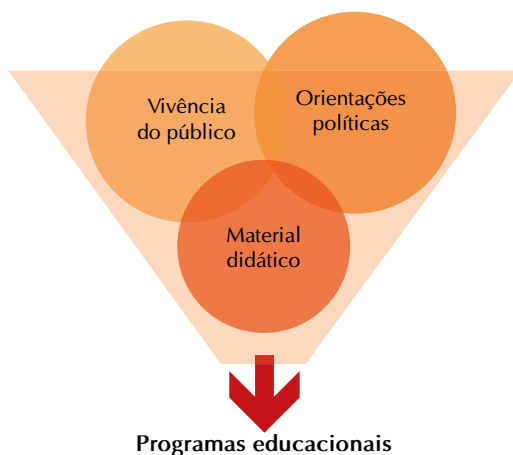 Vivência
do público
Orientações
políticas
Material
didático
Programas educacionais